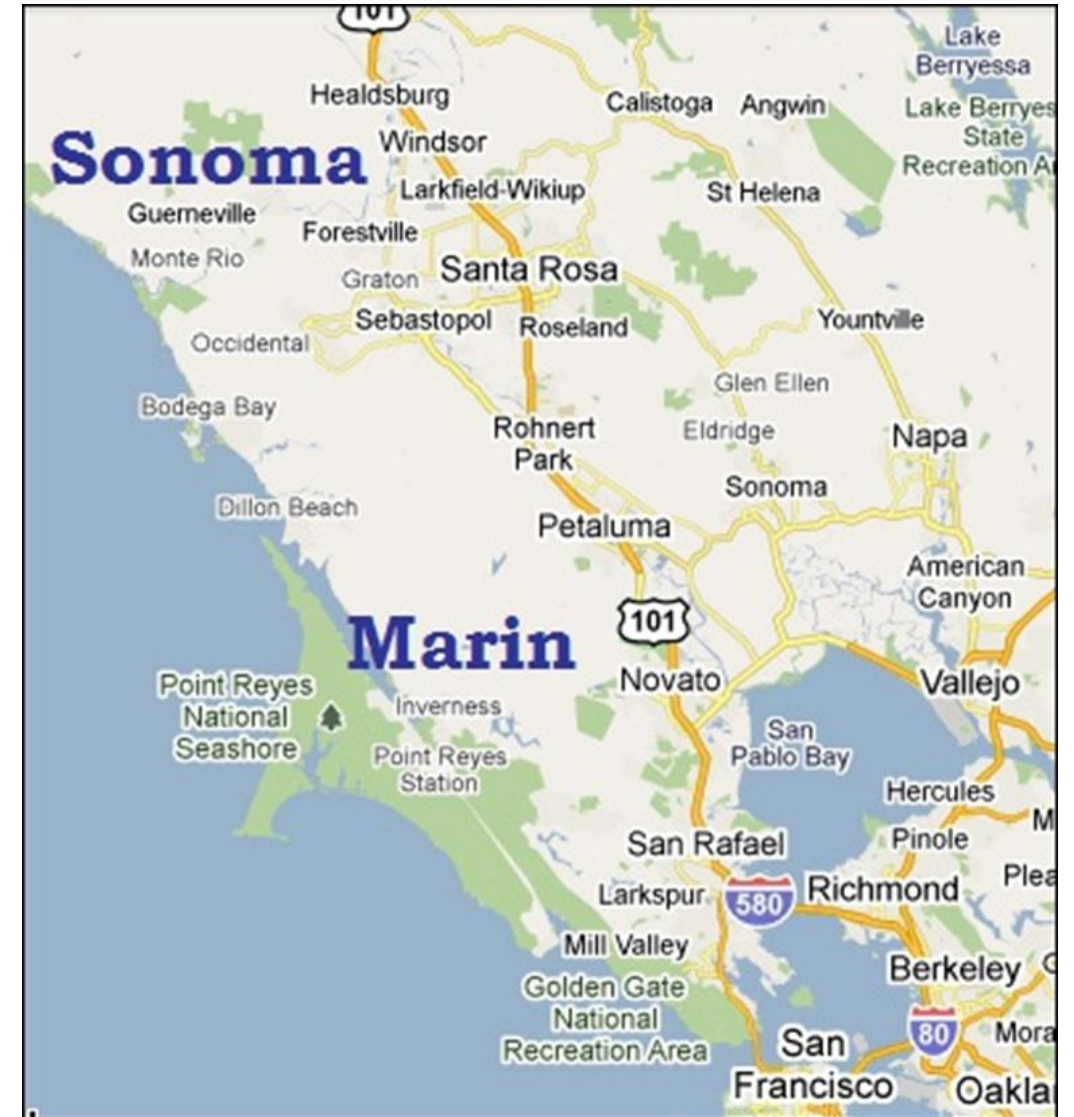 101
Lake
Berryessa
Healdsburg
Calistoga
Angwin
Lake Berryes
State
Recreation A
Windsor
Sonoma
Larkfield-Wikiup
St Helena
Guerneville
Forestville
Monte Rio
Graton
Santa Rosa
Sebastopol
Roseland
Yountville
Occidental
Glen Ellen
Bodega Bay
Rohnert
Park
Eldridge
Napa
Sonoma
Dillon Beach
Petaluma
American
Canyon
101
Marin
Novato
Vallejo
Point Reyes
National
Seashore
Inverness
San
Pablo Bay
Point Reyes
Station
Hercules
M
Pinole
San Rafael
Plea
Richmond
Larkspur
580
Mill Valley
Berkeley
Golden Gate
National
Recreation Area
80
Mora
San
Francisco
Oakla